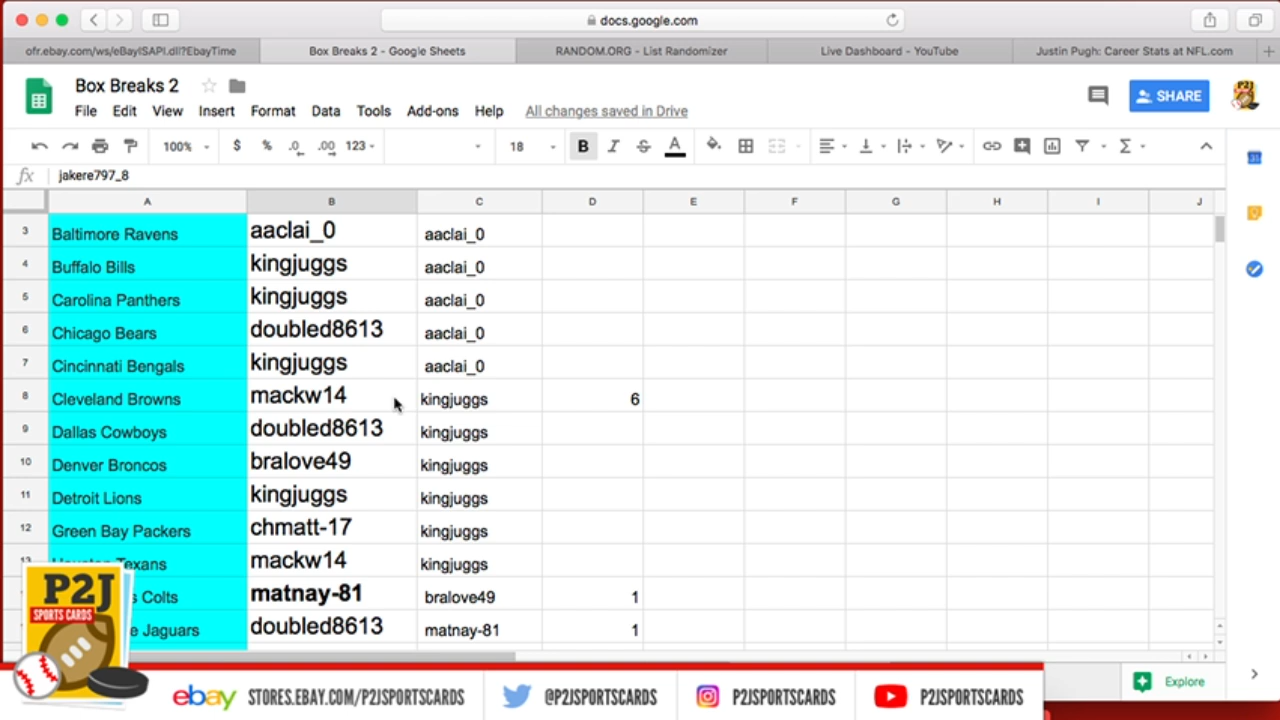 docs.google.com
ofr.ebay.com/ws/eBayISAPI.dll?EbayTime
Box Breaks 2 - Google Sheets
RANDOM.ORG - List Randomizer
Live Dashboard - YouTube
Justin Pugh: Career Stats at NFL.com
Box Breaks 2
File Edit View Insert Format Data Tools Add-ons Help All changes saved in Drive
SHARE
100% $ % .0 .00 123 18 B I S A
fx jakere797_8
A B C D E F G H I J
3 Baltimore Ravens aaclai_0 aaclai_0
4 Buffalo Bills kingjuggs aaclai_0
5 Carolina Panthers kingjuggs aaclai_0
6 Chicago Bears doubled8613 aaclai_0
7 Cincinnati Bengals kingjuggs aaclai_0
8 Cleveland Browns mackw14 kingjuggs 6
9 Dallas Cowboys doubled8613 kingjuggs
10 Denver Broncos bralove49 kingjuggs
11 Detroit Lions kingjuggs kingjuggs
12 Green Bay Packers chmatt-17 kingjuggs
13 Texans mackw14 kingjuggs
s Colts matnay-81 bralove49 1
e Jaguars doubled8613 matnay-81 1
P2J
SPORTS CARDS
Explore
ebay STORES.EBAY.COM/P2JSPORTSCARDS @P2JSPORTSCARDS P2JSPORTSCARDS P2JSPORTSCARDS